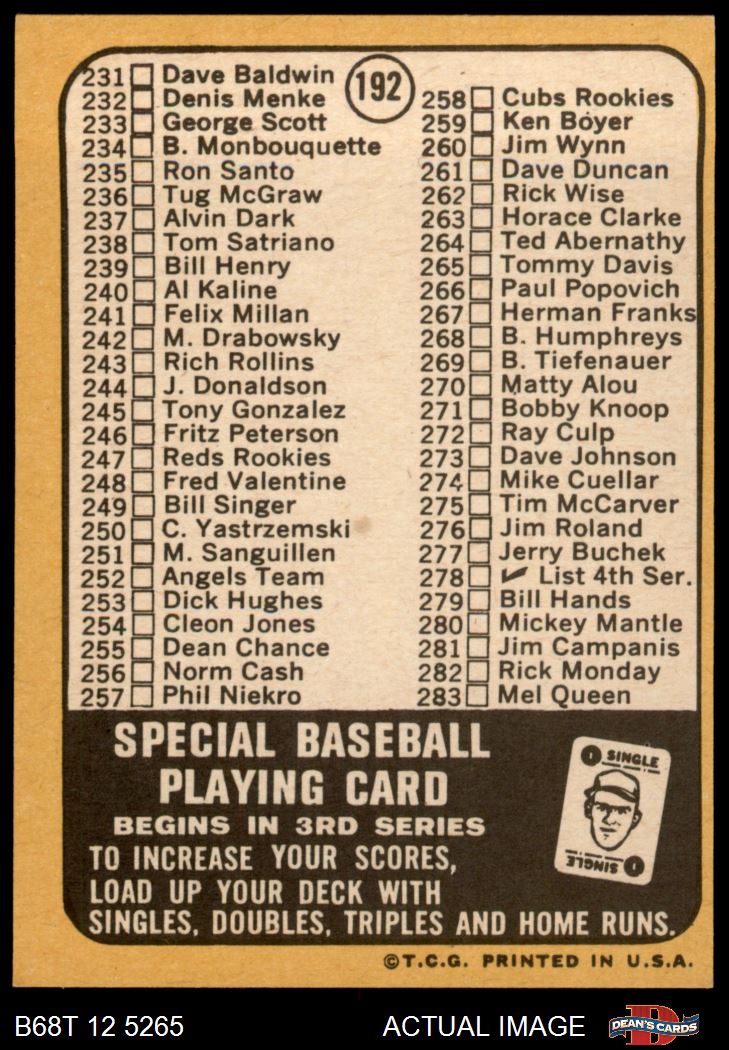 192
231 Dave Baldwin
232 Denis Menke
233 George Scott
234 B. Monbouquette
235 Ron Santo
236 Tug McGraw
237 Alvin Dark
238 Tom Satriano
239 Bill Henry
240 Al Kaline
241 Felix Millan
242 M. Drabowsky
243 Rich Rollins
244 J. Donaldson
245 Tony Gonzalez
246 Fritz Peterson
247 Reds Rookies
248 Fred Valentine
249 Bill Singer
250 C. Yastrzemski
251 M. Sanguillen
252 Angels Team
253 Dick Hughes
254 Cleon Jones
255 Dean Chance
256 Norm Cash
257 Phil Niekro
258 Cubs Rookies
259 Ken Boyer
260 Jim Wynn
261 Dave Duncan
262 Rick Wise
263 Horace Clarke
264 Ted Abernathy
265 Tommy Davis
266 Paul Popovich
267 Herman Franks
268 B. Humphreys
269 B. Tiefenauer
270 Matty Alou
271 Bobby Knoop
272 Ray Culp
273 Dave Johnson
274 Mike Cuellar
275 Tim McCarver
276 Jim Roland
277 Jerry Buchek
278 ✓ List 4th Ser.
279 Bill Hands
280 Mickey Mantle
281 Jim Campanis
282 Rick Monday
283 Mel Queen
SPECIAL BASEBALL
PLAYING CARD
BEGINS IN 3RD SERIES
TO INCREASE YOUR SCORES,
LOAD UP YOUR DECK WITH
SINGLES, DOUBLES, TRIPLES AND HOME RUNS.
1 SINGLE
1 SINGLE
©T.C.G. PRINTED IN U.S.A.
B68T 12 5265
ACTUAL IMAGE
D
DEAN'S CARDS